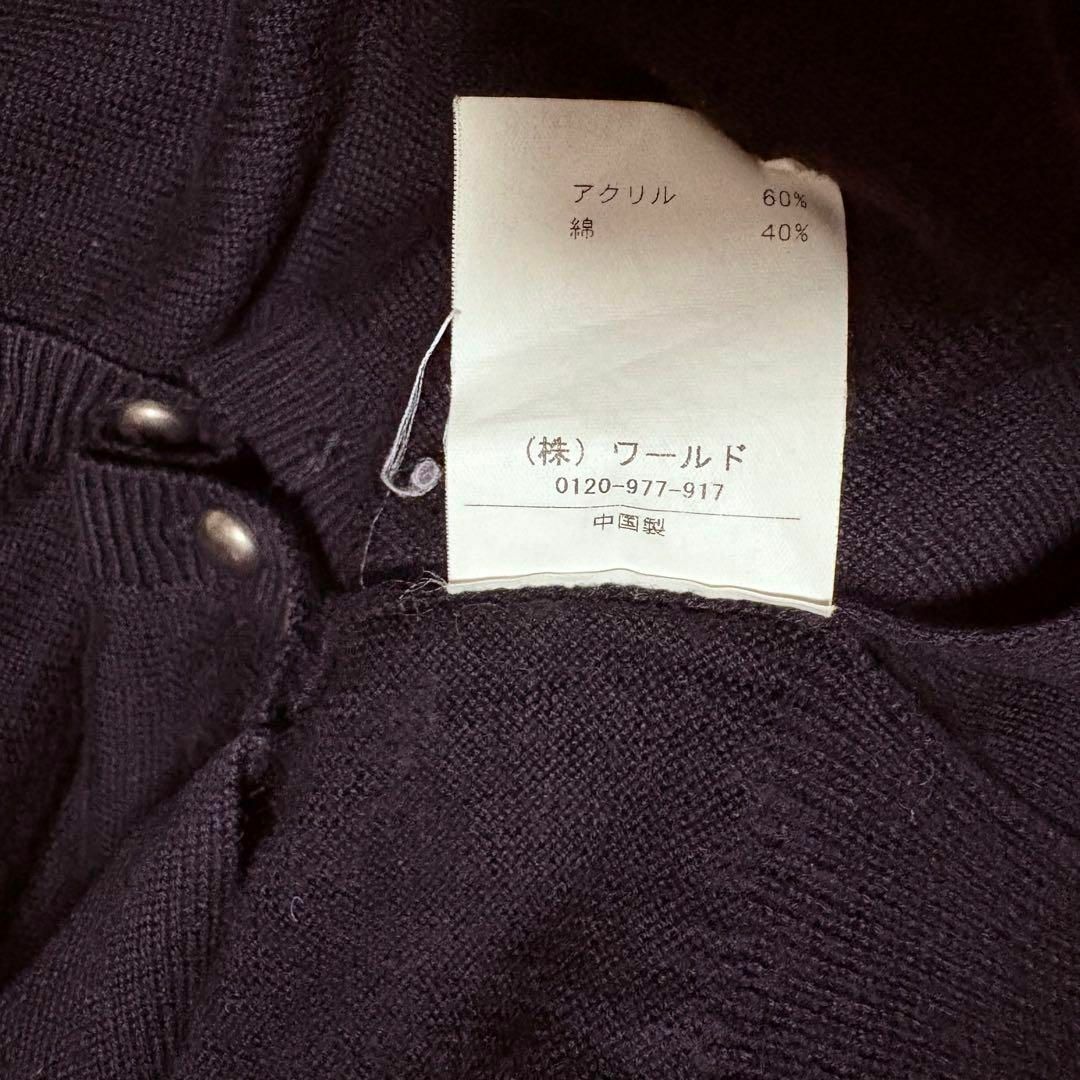 アクリル 60%
綿 40%
(株) ワールド
0120-977-917
中国製